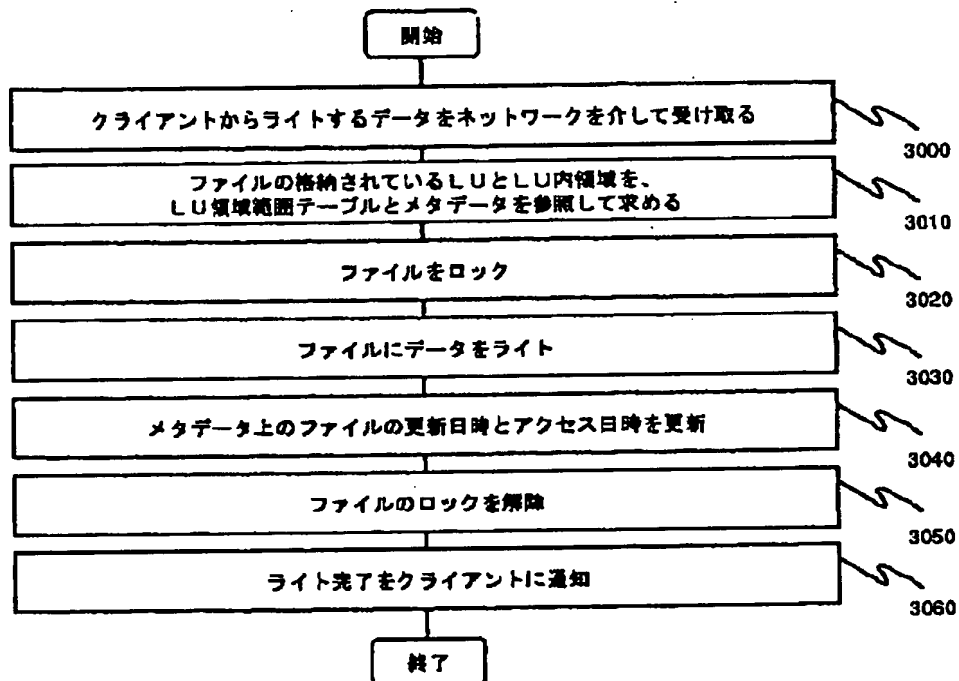 開始
クライアントからライトするデータをネットワークを介して受け取る
3000
ファイルの格納されているLUとLU内領域を、
LU領域範囲テーブルとメタデータを参照して求める
3010
ファイルをロック
3020
ファイルにデータをライト
3030
メタデータ上のファイルの更新日時とアクセス日時を更新
3040
ファイルのロックを解除
3050
ライト完了をクライアントに通知
3060
終了